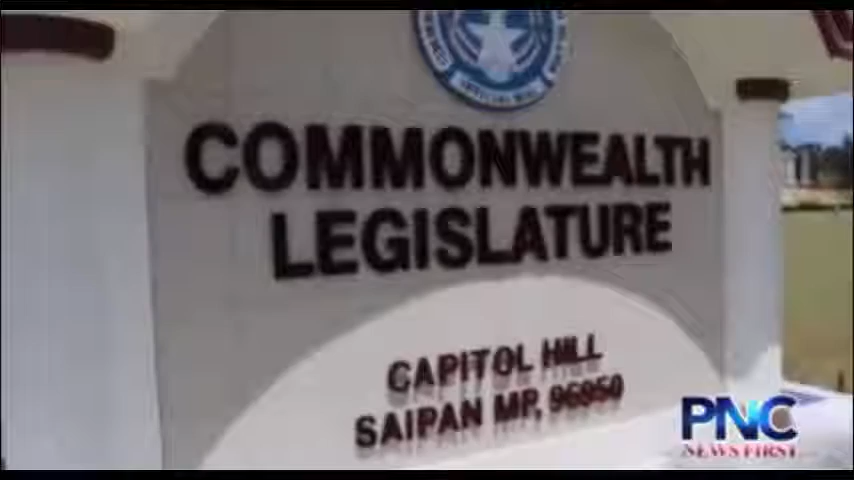 COMMONWEALTH
LEGISLATURE
CAPITOL HILL
SAIPAN MP, 96950
PNC
NEWS FIRST